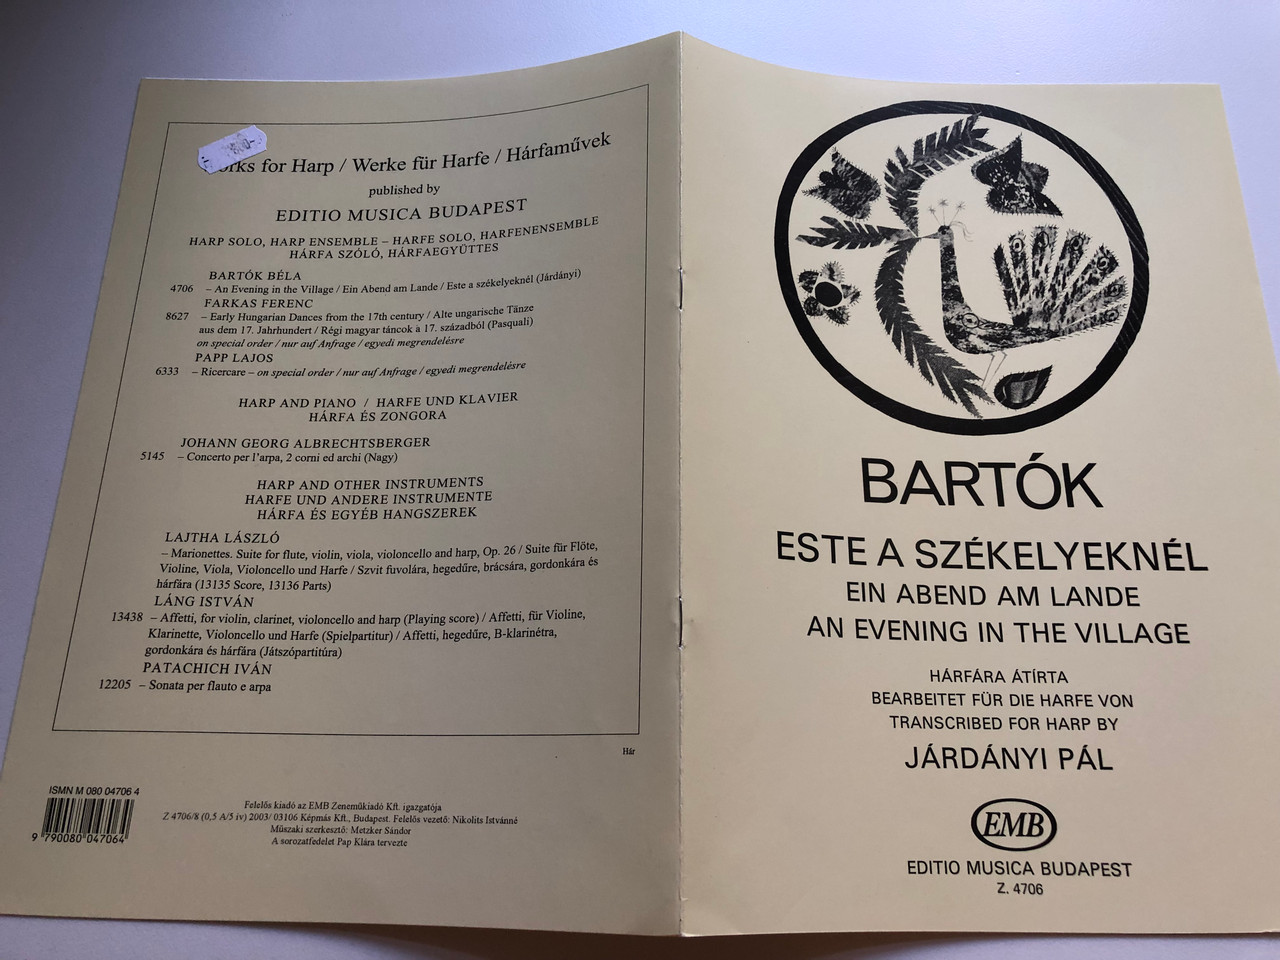 orks for Harp / Werke für Harfe / Hárfaművek
published by
EDITIO MUSICA BUDAPEST
HARP SOLO, HARP ENSEMBLE – HARFE SOLO, HARFENENSEMBLE
HÁRFA SZÓLÓ, HÁRFAEGYÜTTES
BARTÓK BÉLA
4706 – An Evening in the Village / Ein Abend am Lande / Este a székelyeknél (Járdányi)
FARKAS FERENC
8627 – Early Hungarian Dances from the 17th century / Alte ungarische Tänze
aus dem 17. Jahrhundert / Régi magyar táncok a 17. századból (Pasquali)
on special order / nur auf Anfrage / egyedi megrendelésre
PAPP LAJOS
6333 – Ricercare – on special order / nur auf Anfrage / egyedi megrendelésre
HARP AND PIANO / HARFE UND KLAVIER
HÁRFA ÉS ZONGORA
JOHANN GEORG ALBRECHTSBERGER
5145 – Concerto per l'arpa, 2 corni ed archi (Nagy)
HARP AND OTHER INSTRUMENTS
HARFE UND ANDERE INSTRUMENTE
HÁRFA ÉS EGYÉB HANGSZEREK
LAJTHA LÁSZLÓ
– Marionettes. Suite for flute, violin, viola, violoncello and harp, Op. 26 / Suite für Flöte,
Violine, Viola, Violoncello und Harfe / Szvit fuvolára, hegedűre, brácsára, gordonkára és
hárfára (13135 Score, 13136 Parts)
LÁNG ISTVÁN
13438 – Affetti, for violin, clarinet, violoncello and harp (Playing score) / Affetti, für Violine,
Klarinette, Violoncello und Harfe (Spielpartitur) / Affetti, hegedűre, B-klarinétra,
gordonkára és hárfára (Játszópartitúra)
PATACHICH IVÁN
12205 – Sonata per flauto e arpa
Hár
ISMN M 080 04706 4
9 790080 047064
Felelős kiadó az EMB Zeneműkiadó Kft. igazgatója
Z 4706/8 (0,5 A/5 ív) 2003/ 03106 Képmás Kft., Budapest. Felelős vezető: Nikolits Istvánné
Műszaki szerkesztő: Metzker Sándor
A sorozatfedelet Pap Klára tervezte
BARTÓK
ESTE A SZÉKELYEKNÉL
EIN ABEND AM LANDE
AN EVENING IN THE VILLAGE
HÁRFÁRA ÁTÍRTA
BEARBEITET FÜR DIE HARFE VON
TRANSCRIBED FOR HARP BY
JÁRDÁNYI PÁL
EMB
EDITIO MUSICA BUDAPEST
Z. 4706